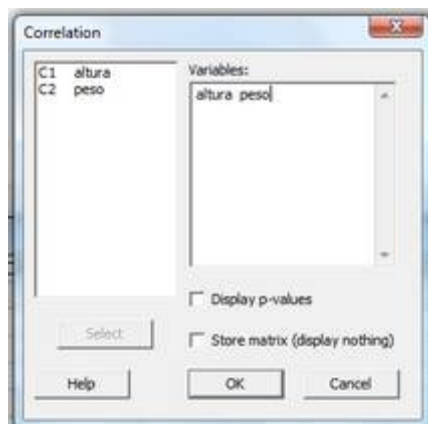 Correlation
C1 altura
C2 peso
Variables:
altura peso
Display p-values
Store matrix (display nothing)
Select
Help
OK
Cancel